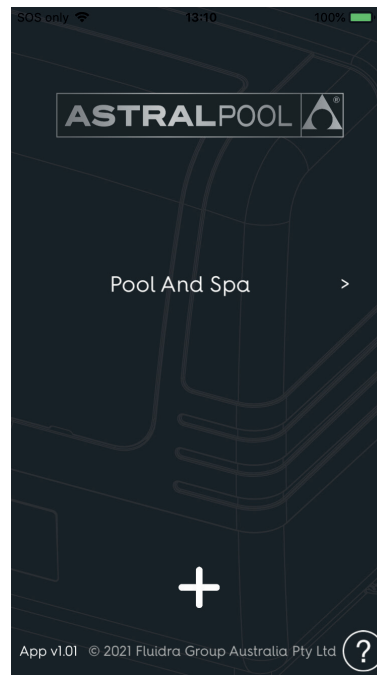 SOS only 13:10 100%
ASTRALPOOL ®
Pool And Spa >
+
App v1.01 © 2021 Fluidra Group Australia Pty Ltd ?